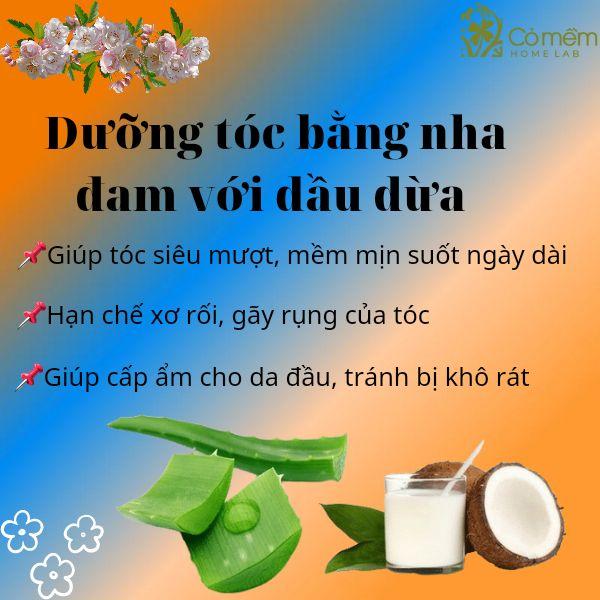 Cỏ mềm
HOME LAB
Dưỡng tóc bằng nha
đam với dầu dừa
Giúp tóc siêu mượt, mềm mịn suốt ngày dài
Hạn chế xơ rối, gãy rụng của tóc
Giúp cấp ẩm cho da đầu, tránh bị khô rát